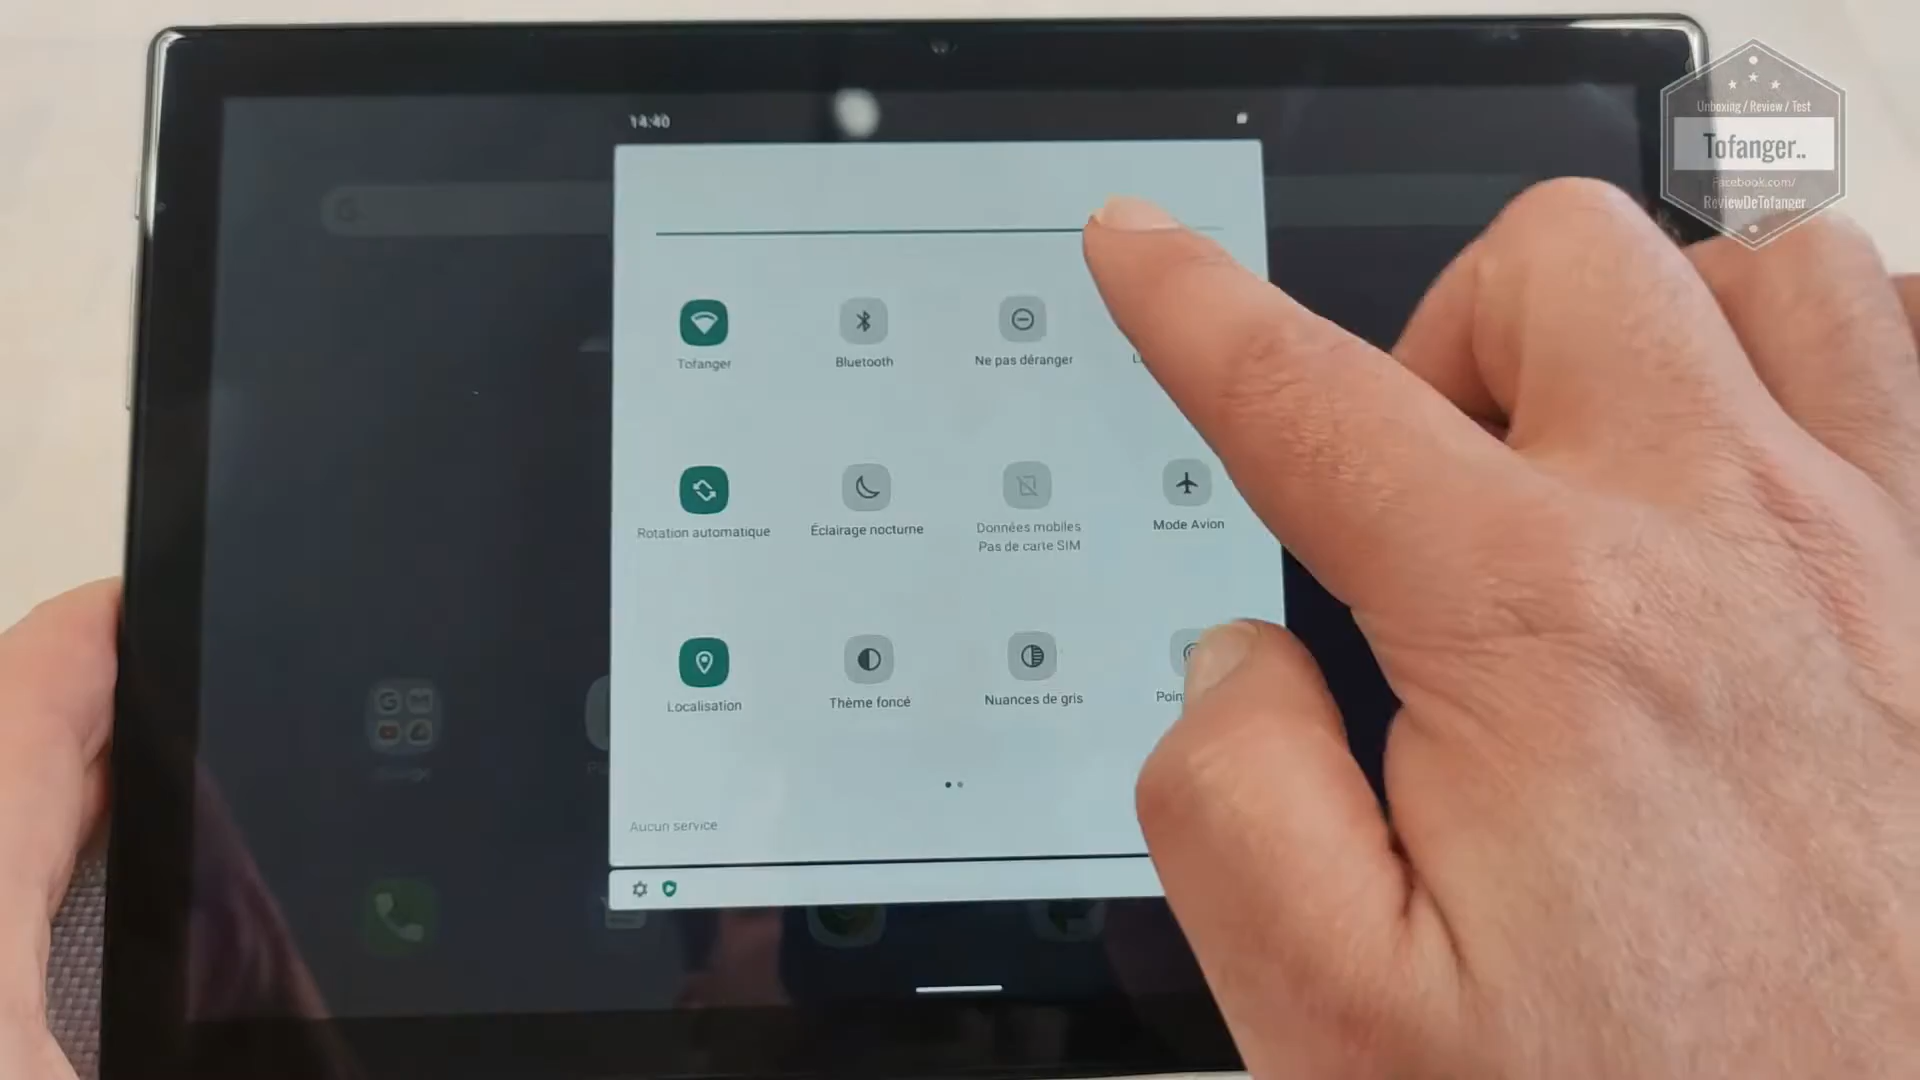 14:40
Unboxing / Review / Test
Tofanger..
Facebook.com/
ReviewDeTofanger
Tofanger
Bluetooth
Ne pas déranger
Rotation automatique
Éclairage nocturne
Données mobiles
Pas de carte SIM
Mode Avion
Localisation
Thème foncé
Nuances de gris
Aucun service